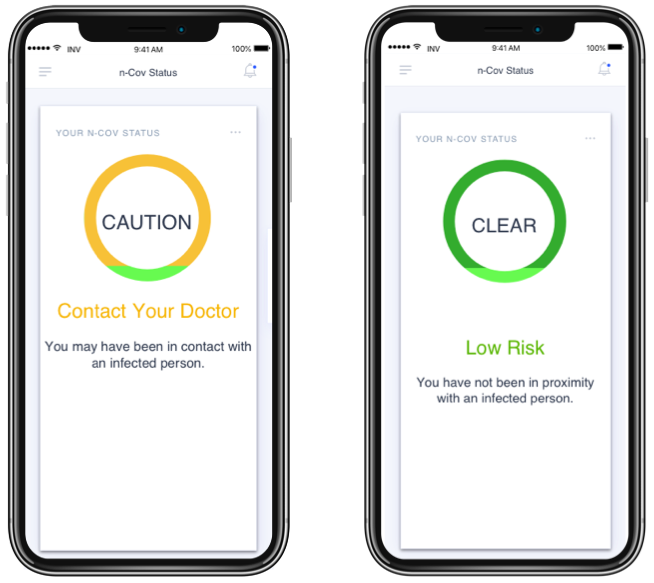 INV 9:41 AM 100%
n-Cov Status
YOUR N-COV STATUS
CAUTION
Contact Your Doctor
You may have been in contact with
an infected person.
INV 9:41 AM 100%
n-Cov Status
YOUR N-COV STATUS
CLEAR
Low Risk
You have not been in proximity
with an infected person.